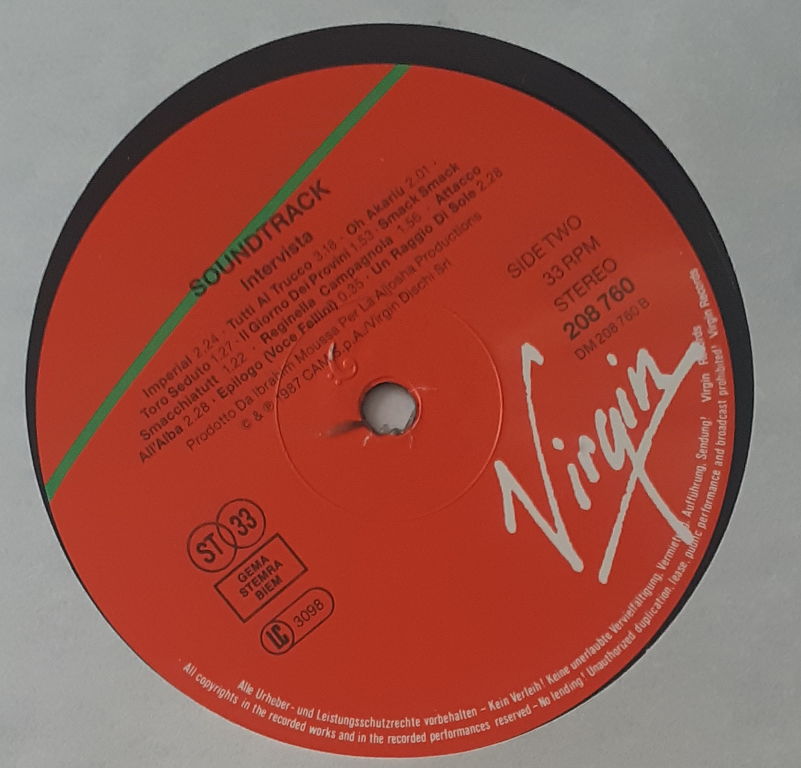 SOUNDTRACK
Intervista
Imperial 2.24 · Tutti Al Trucco 3.18 · Oh Akariù 2.01 ·
Toro Seduto 1.27 · Il Giorno Dei Provini 1.53 · Smack Smack
Smacchiatutt 1.22 · Reginella Campagnola 1.56 · Attacco
All'Alba 2.28 · Epilogo (Voce Fellini) 0.35 · Un Raggio Di Sole 2.28
Prodotto Da Ibrahim Moussa Per La Aljosha Productions
© & ℗ 1987 CAM S.p.A./Virgin Dischi Srl
SIDE TWO
33 RPM
STEREO
208 760
DM 208 760 B
Virgin
ST 33
GEMA
STEMRA
BIEM
LC 3098
Alle Urheber- und Leistungsschutzrechte vorbehalten – Kein Verleih! Keine unerlaubte Vervielfältigung, Vermietung, Aufführung, Sendung! Virgin Records
All copyrights in the recorded works and in the recorded performances reserved – No lending! Unauthorized duplication, lease, public performance and broadcast prohibited! Virgin Records